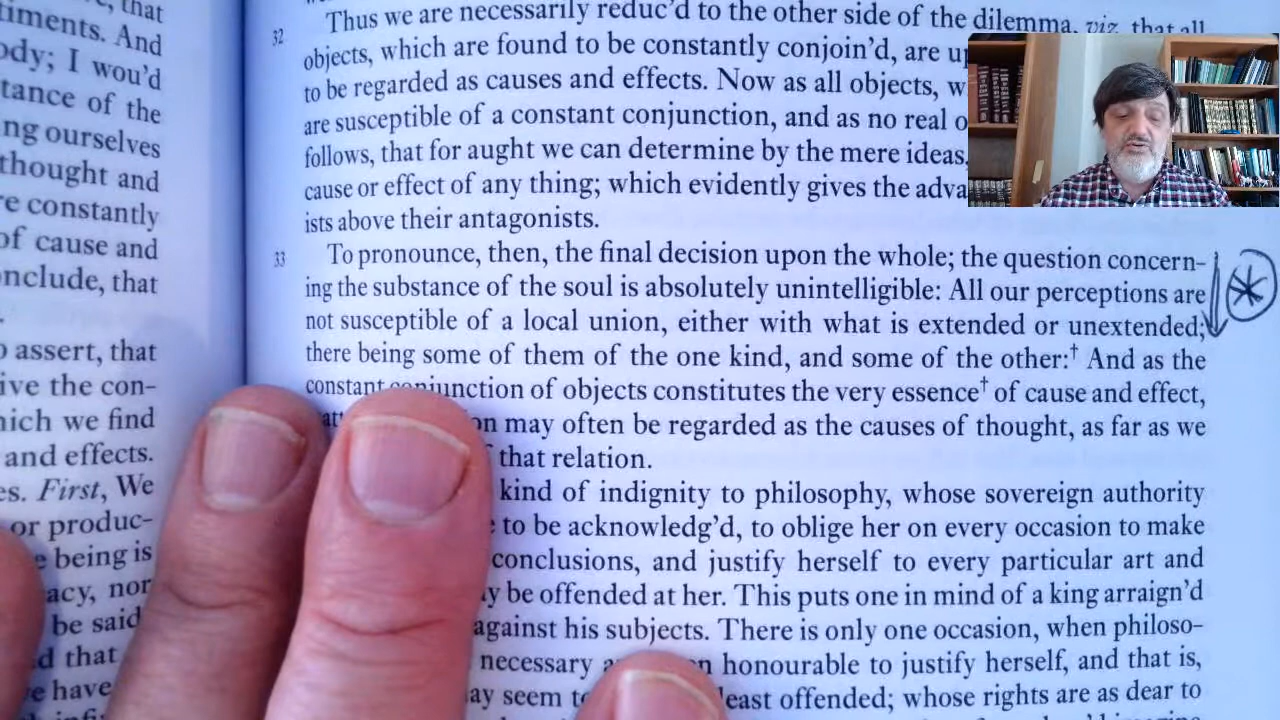 , that
timents. And
ody; I wou'd
tance of the
ng ourselves
thought and
re constantly
of cause and
nclude, that
assert, that
ive the con-
hich we find
and effects.
es. First, We
or produc-
e being is
acy, nor
be said
d that
e have
32 Thus we are necessarily reduc'd to the other side of the dilemma, viz. that all
objects, which are found to be constantly conjoin'd, are up
to be regarded as causes and effects. Now as all objects, w
are susceptible of a constant conjunction, and as no real o
follows, that for aught we can determine by the mere ideas,
cause or effect of any thing; which evidently gives the adva
ists above their antagonists.
33 To pronounce, then, the final decision upon the whole; the question concern-
ing the substance of the soul is absolutely unintelligible: All our perceptions are
not susceptible of a local union, either with what is extended or unextended;
there being some of them of the one kind, and some of the other:† And as the
constant conjunction of objects constitutes the very essence† of cause and effect,
on may often be regarded as the causes of thought, as far as we
that relation.
kind of indignity to philosophy, whose sovereign authority
to be acknowledg'd, to oblige her on every occasion to make
conclusions, and justify herself to every particular art and
y be offended at her. This puts one in mind of a king arraign'd
against his subjects. There is only one occasion, when philoso-
necessary a n honourable to justify herself, and that is,
ay seem to least offended; whose rights are as dear to